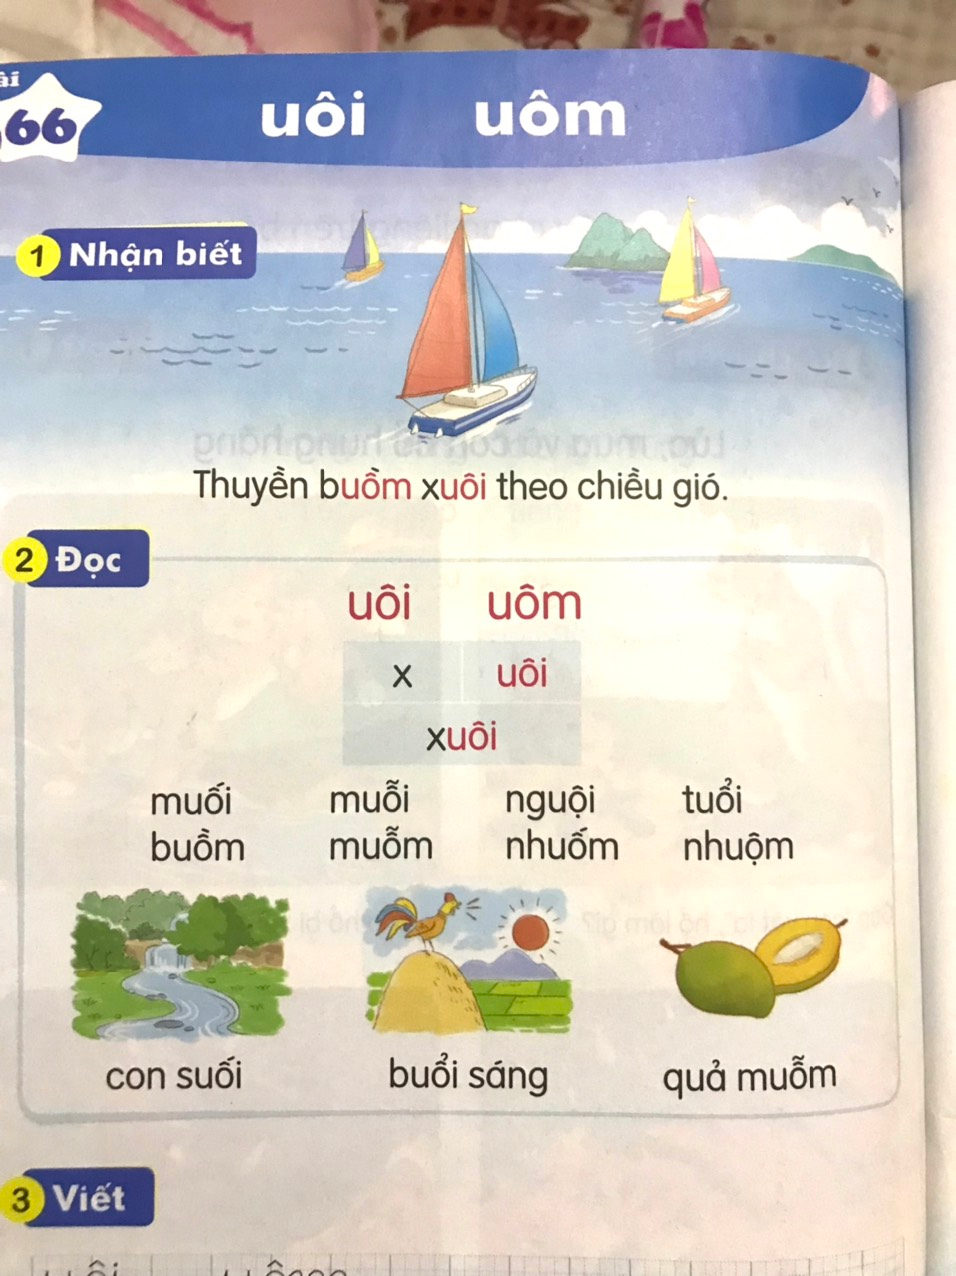 ài
66
uôi uôm
1 Nhận biết
Thuyền buồm xuôi theo chiều gió.
2 Đọc
uôi uôm
x uôi
xuôi
muối muỗi nguội tuổi
buồm muỗm nhuốm nhuộm
con suối buổi sáng quả muỗm
3 Viết